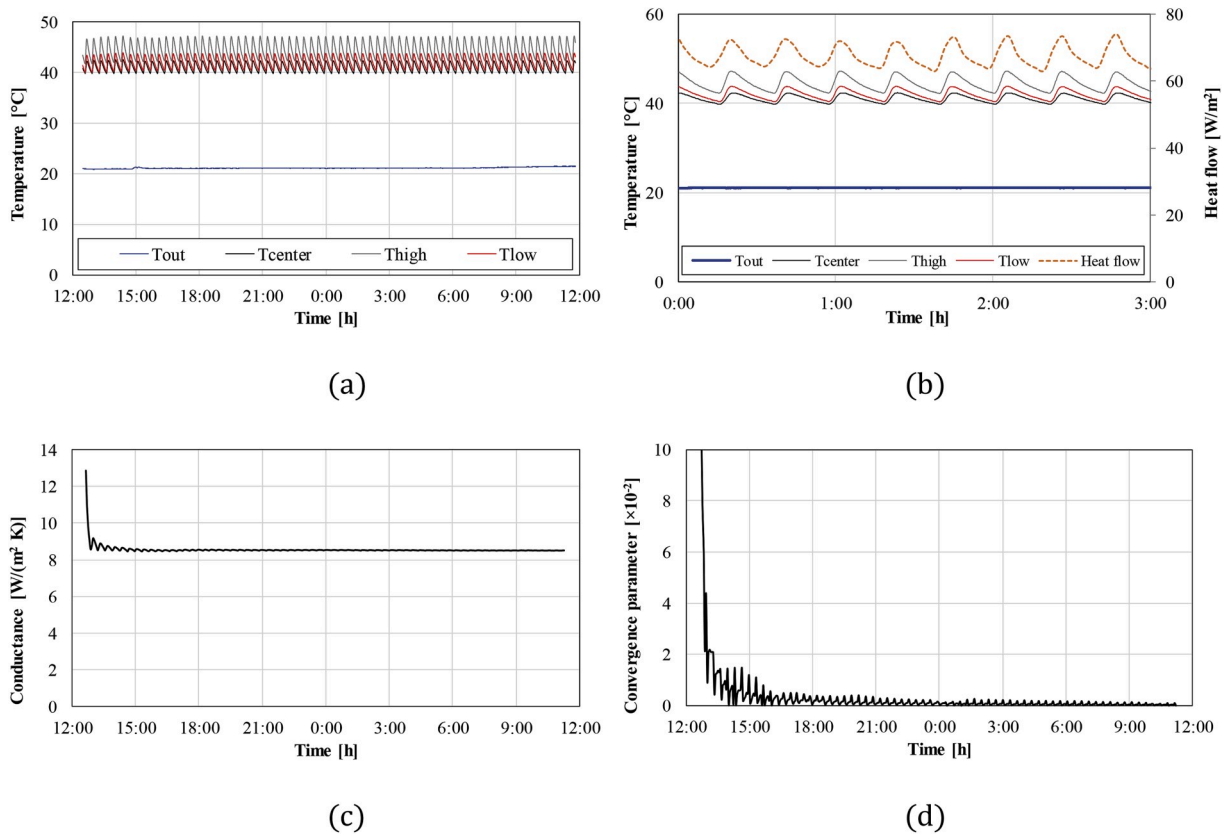 50
40
30
20
10
0
Temperature [°C]
Tout Tcenter Thigh Tlow
12:00 15:00 18:00 21:00 0:00 3:00 6:00 9:00 12:00
Time [h]
(a)
60
40
20
0
Temperature [°C]
80
60
40
20
0
Heat flow [W/m²]
Tout Tcenter Thigh Tlow Heat flow
0:00 1:00 2:00 3:00
Time [h]
(b)
14
12
10
8
6
4
2
0
Conductance [W/(m² K)]
12:00 15:00 18:00 21:00 0:00 3:00 6:00 9:00 12:00
Time [h]
(c)
10
8
6
4
2
0
Convergence parameter [×10⁻²]
12:00 15:00 18:00 21:00 0:00 3:00 6:00 9:00 12:00
Time [h]
(d)